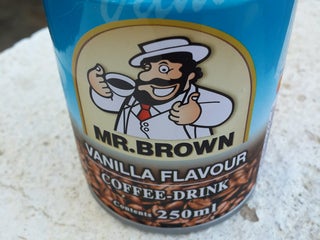 MR.BROWN
VANILLA FLAVOUR
COFFEE-DRINK
Contents 250ml